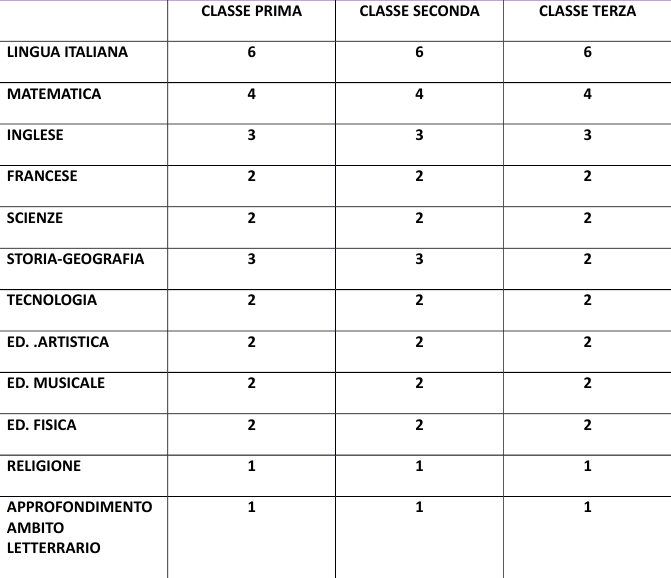 CLASSE PRIMA CLASSE SECONDA CLASSE TERZA
LINGUA ITALIANA 6 6 6
MATEMATICA 4 4 4
INGLESE 3 3 3
FRANCESE 2 2 2
SCIENZE 2 2 2
STORIA-GEOGRAFIA 3 3 2
TECNOLOGIA 2 2 2
ED. .ARTISTICA 2 2 2
ED. MUSICALE 2 2 2
ED. FISICA 2 2 2
RELIGIONE 1 1 1
APPROFONDIMENTO 1 1 1
AMBITO
LETTERRARIO